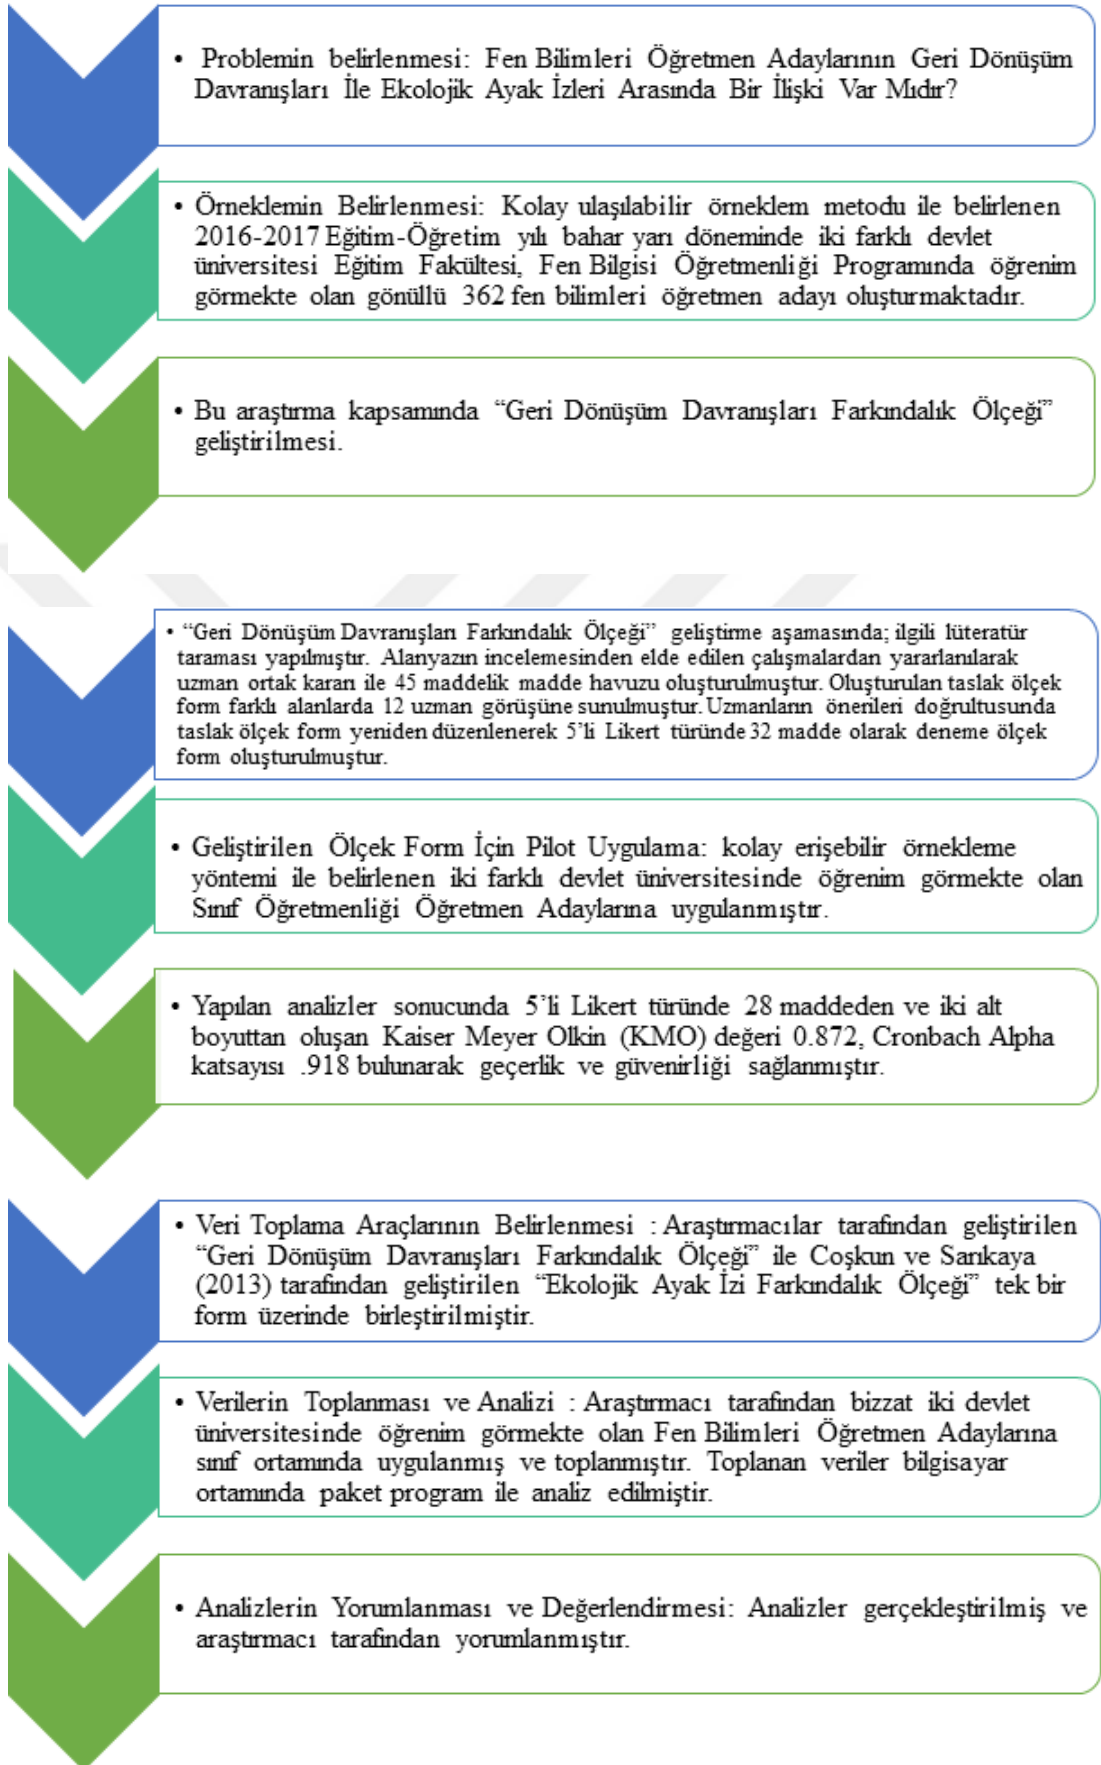 • Problemin belirlenmesi: Fen Bilimleri Öğretmen Adaylarının Geri Dönüşüm
Davranışları İle Ekolojik Ayak İzleri Arasında Bir İlişki Var Mıdır?
• Örneklemin Belirlenmesi: Kolay ulaşılabilir örneklem metodu ile belirlenen
2016-2017 Eğitim-Öğretim yılı bahar yarı döneminde iki farklı devlet
üniversitesi Eğitim Fakültesi, Fen Bilgisi Öğretmenliği Programında öğrenim
görmekte olan gönüllü 362 fen bilimleri öğretmen adayı oluşturmaktadır.
• Bu araştırma kapsamında “Geri Dönüşüm Davranışları Farkındalık Ölçeği”
geliştirilmesi.
• “Geri Dönüşüm Davranışları Farkındalık Ölçeği” geliştirme aşamasında; ilgili lüteratür
taraması yapılmıştır. Alanyazın incelemesinden elde edilen çalışmalardan yararlanılarak
uzman ortak kararı ile 45 maddelik madde havuzu oluşturulmuştur. Oluşturulan taslak ölçek
form farklı alanlarda 12 uzman görüşüne sunulmuştur. Uzmanların önerileri doğrultusunda
taslak ölçek form yeniden düzenlenerek 5’li Likert türünde 32 madde olarak deneme ölçek
form oluşturulmuştur.
• Geliştirilen Ölçek Form İçin Pilot Uygulama: kolay erişebilir örnekleme
yöntemi ile belirlenen iki farklı devlet üniversitesinde öğrenim görmekte olan
Sınıf Öğretmenliği Öğretmen Adaylarına uygulanmıştır.
• Yapılan analizler sonucunda 5’li Likert türünde 28 maddeden ve iki alt
boyuttan oluşan Kaiser Meyer Olkin (KMO) değeri 0.872, Cronbach Alpha
katsayısı .918 bulunarak geçerlik ve güvenirliği sağlanmıştır.
• Veri Toplama Araçlarının Belirlenmesi : Araştırmacılar tarafından geliştirilen
“Geri Dönüşüm Davranışları Farkındalık Ölçeği” ile Coşkun ve Sarıkaya
(2013) tarafından geliştirilen “Ekolojik Ayak İzi Farkındalık Ölçeği” tek bir
form üzerinde birleştirilmiştir.
• Verilerin Toplanması ve Analizi : Araştırmacı tarafından bizzat iki devlet
üniversitesinde öğrenim görmekte olan Fen Bilimleri Öğretmen Adaylarına
sınıf ortamında uygulanmış ve toplanmıştır. Toplanan veriler bilgisayar
ortamında paket program ile analiz edilmiştir.
• Analizlerin Yorumlanması ve Değerlendirmesi: Analizler gerçekleştirilmiş ve
araştırmacı tarafından yorumlanmıştır.